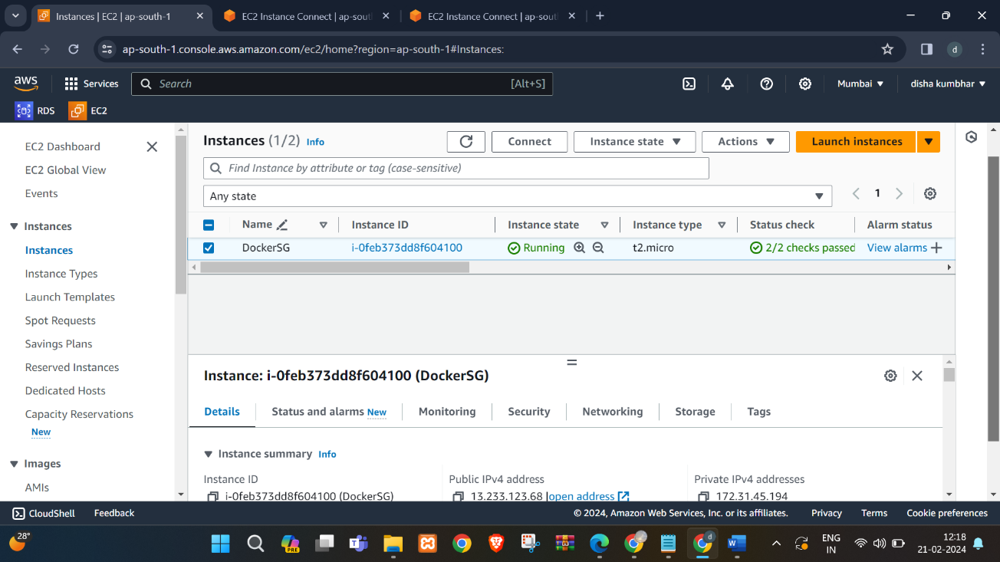 Instances | EC2 | ap-south-1
EC2 Instance Connect | ap-sout
EC2 Instance Connect | ap-sout
ap-south-1.console.aws.amazon.com/ec2/home?region=ap-south-1#Instances:
d
aws
Services
Search
[Alt+S]
Mumbai
disha kumbhar
RDS
EC2
EC2 Dashboard
EC2 Global View
Events
Instances
Instances
Instance Types
Launch Templates
Spot Requests
Savings Plans
Reserved Instances
Dedicated Hosts
Capacity Reservations
New
Images
AMIs
Instances (1/2) Info
Connect
Instance state
Actions
Launch instances
Find Instance by attribute or tag (case-sensitive)
Any state
1
Name Instance ID Instance state Instance type Status check Alarm status
DockerSG i-0feb373dd8f604100 Running t2.micro 2/2 checks passed View alarms
Instance: i-0feb373dd8f604100 (DockerSG)
Details Status and alarms New Monitoring Security Networking Storage Tags
Instance summary Info
Instance ID
i-0feb373dd8f604100 (DockerSG)
Public IPv4 address
13.233.123.68 |open address
Private IPv4 addresses
172.31.45.194
CloudShell Feedback
© 2024, Amazon Web Services, Inc. or its affiliates. Privacy Terms Cookie preferences
28°
PRE
d
ENG
IN
12:18
21-02-2024